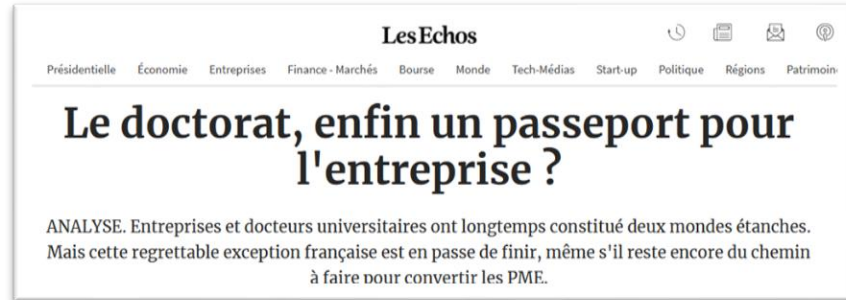 Les Echos
Présidentielle Économie Entreprises Finance - Marchés Bourse Monde Tech-Médias Start-up Politique Régions Patrimoin
Le doctorat, enfin un passeport pour
l'entreprise ?
ANALYSE. Entreprises et docteurs universitaires ont longtemps constitué deux mondes étanches.
Mais cette regrettable exception française est en passe de finir, même s'il reste encore du chemin
à faire pour convertir les PME.